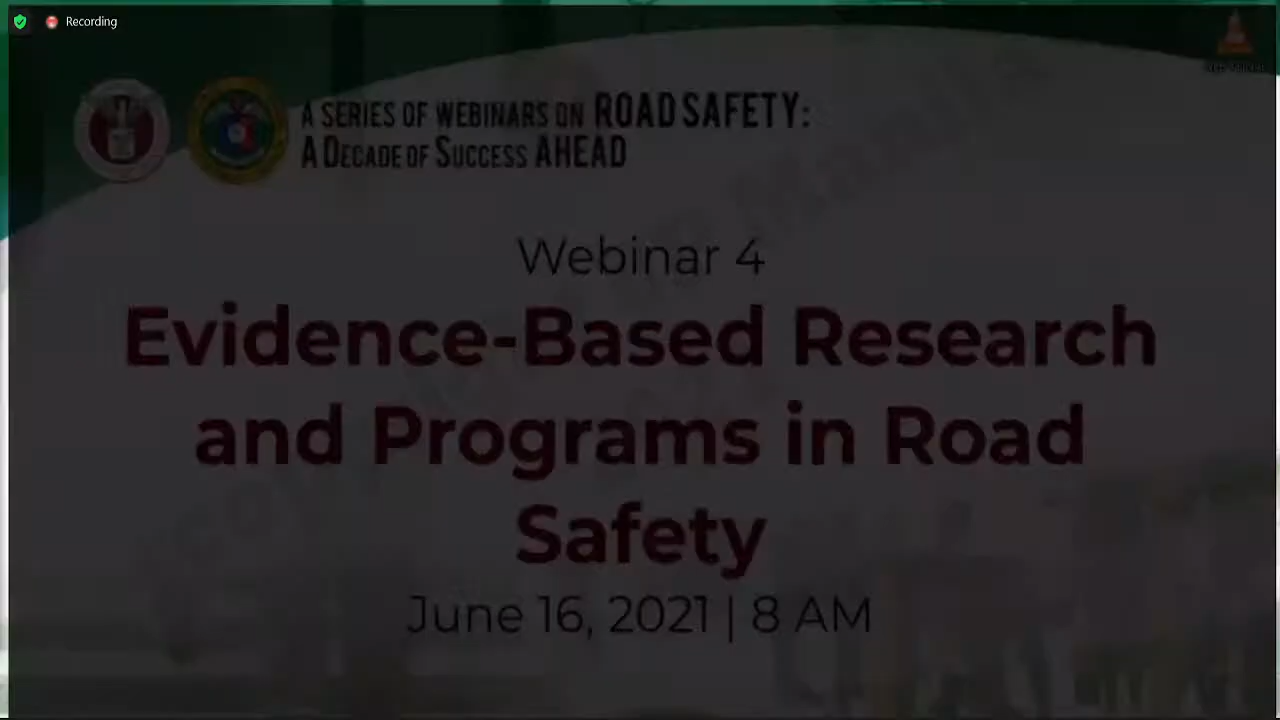 Recording
A SERIES OF WEBINARS ON ROAD SAFETY:
A DECADE OF SUCCESS AHEAD
Webinar 4
Evidence-Based Research
and Programs in Road
Safety
June 16, 2021 | 8 AM